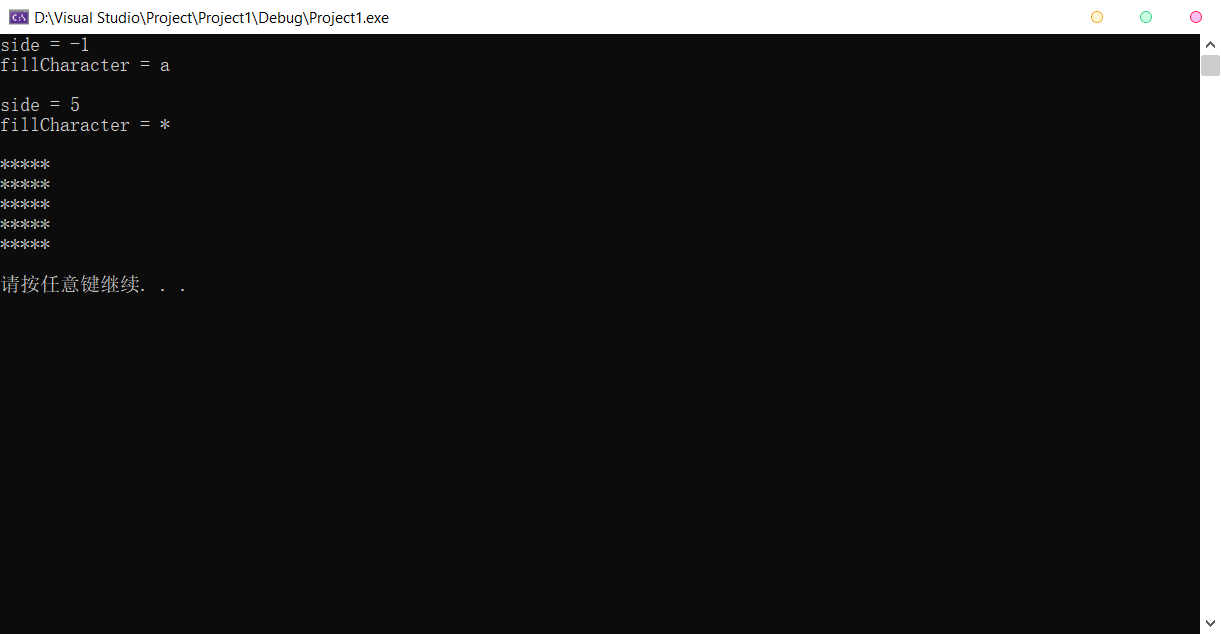 D:\Visual Studio\Project\Project1\Debug\Project1.exe
side = -1
fillCharacter = a
side = 5
fillCharacter = *
*****
*****
*****
*****
*****
请按任意键继续. . .